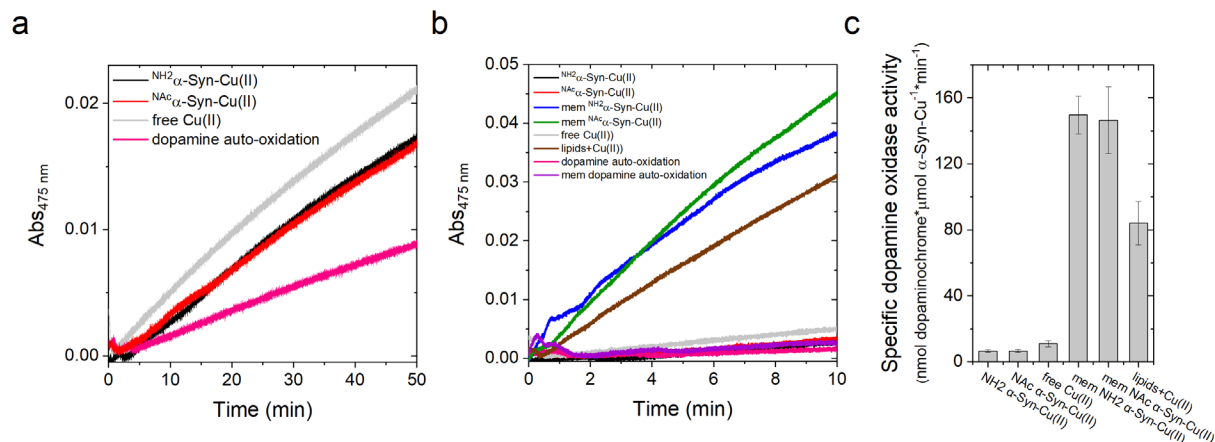 a
Abs475 nm
0.02
0.01
0.00
NH2α-Syn-Cu(II)
NAcα-Syn-Cu(II)
free Cu(II)
dopamine auto-oxidation
0 10 20 30 40 50
Time (min)
b
Abs475 nm
0.05
0.04
0.03
0.02
0.01
0.00
NH2α-Syn-Cu(II)
NAcα-Syn-Cu(II)
mem NH2α-Syn-Cu(II)
mem NAcα-Syn-Cu(II)
free Cu(II))
lipids+Cu(II))
dopamine auto-oxidation
mem dopamine auto-oxidation
0 2 4 6 8 10
Time (min)
c
Specific dopamine oxidase activity
(nmol dopaminochrome*μmol α-Syn-Cu-1*min-1)
160
120
80
40
0
NH2 α-Syn-Cu(II)
NAc α-Syn-Cu(II)
free Cu(II)
mem NH2 α-Syn-Cu(II)
mem NAc α-Syn-Cu(II)
lipids+Cu(II)